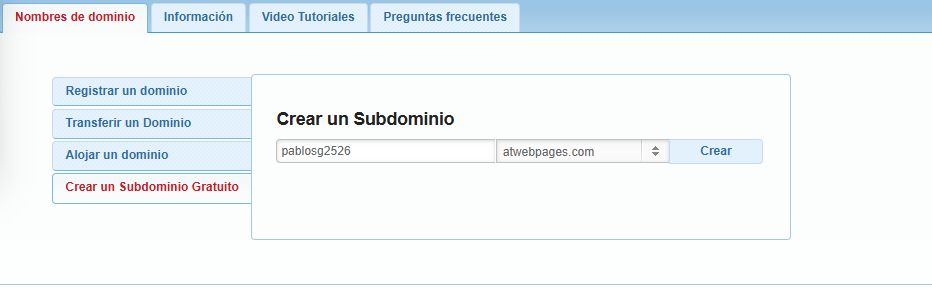 Nombres de dominio Información Video Tutoriales Preguntas frecuentes
Registrar un dominio
Transferir un Dominio
Alojar un dominio
Crear un Subdominio Gratuito
Crear un Subdominio
pablosg2526 atwebpages.com Crear